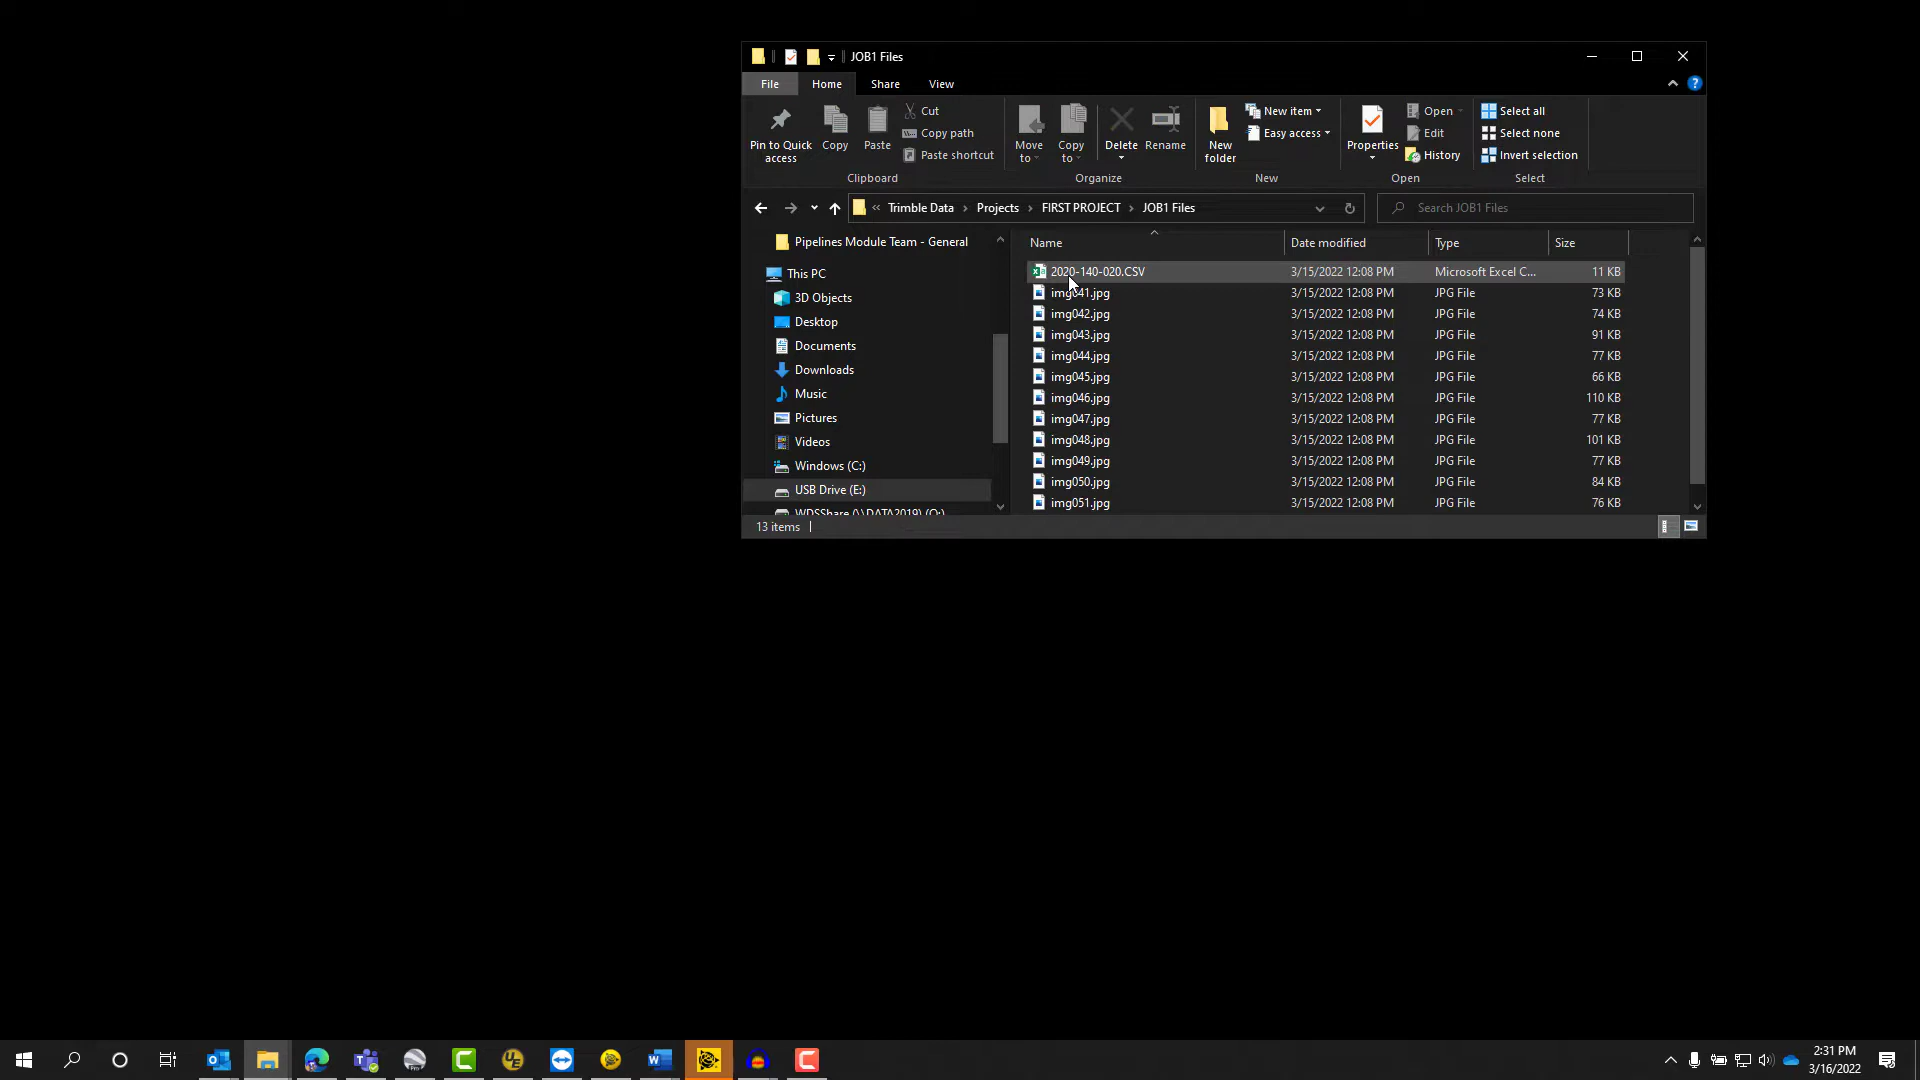 JOB1 Files
File Home Share View
Pin to Quick access
Copy
Paste
Cut
Copy path
Paste shortcut
Clipboard
Move to
Copy to
Delete
Rename
Organize
New folder
New item
Easy access
New
Properties
Open
Edit
History
Open
Select all
Select none
Invert selection
Select
« Trimble Data > Projects > FIRST PROJECT > JOB1 Files
Search JOB1 Files
Pipelines Module Team - General
This PC
3D Objects
Desktop
Documents
Downloads
Music
Pictures
Videos
Windows (C:)
USB Drive (E:)
Name Date modified Type Size
2020-140-020.CSV 3/15/2022 12:08 PM Microsoft Excel C... 11 KB
img041.jpg 3/15/2022 12:08 PM JPG File 73 KB
img042.jpg 3/15/2022 12:08 PM JPG File 74 KB
img043.jpg 3/15/2022 12:08 PM JPG File 91 KB
img044.jpg 3/15/2022 12:08 PM JPG File 77 KB
img045.jpg 3/15/2022 12:08 PM JPG File 66 KB
img046.jpg 3/15/2022 12:08 PM JPG File 110 KB
img047.jpg 3/15/2022 12:08 PM JPG File 77 KB
img048.jpg 3/15/2022 12:08 PM JPG File 101 KB
img049.jpg 3/15/2022 12:08 PM JPG File 77 KB
img050.jpg 3/15/2022 12:08 PM JPG File 84 KB
img051.jpg 3/15/2022 12:08 PM JPG File 76 KB
13 items
2:31 PM
3/16/2022